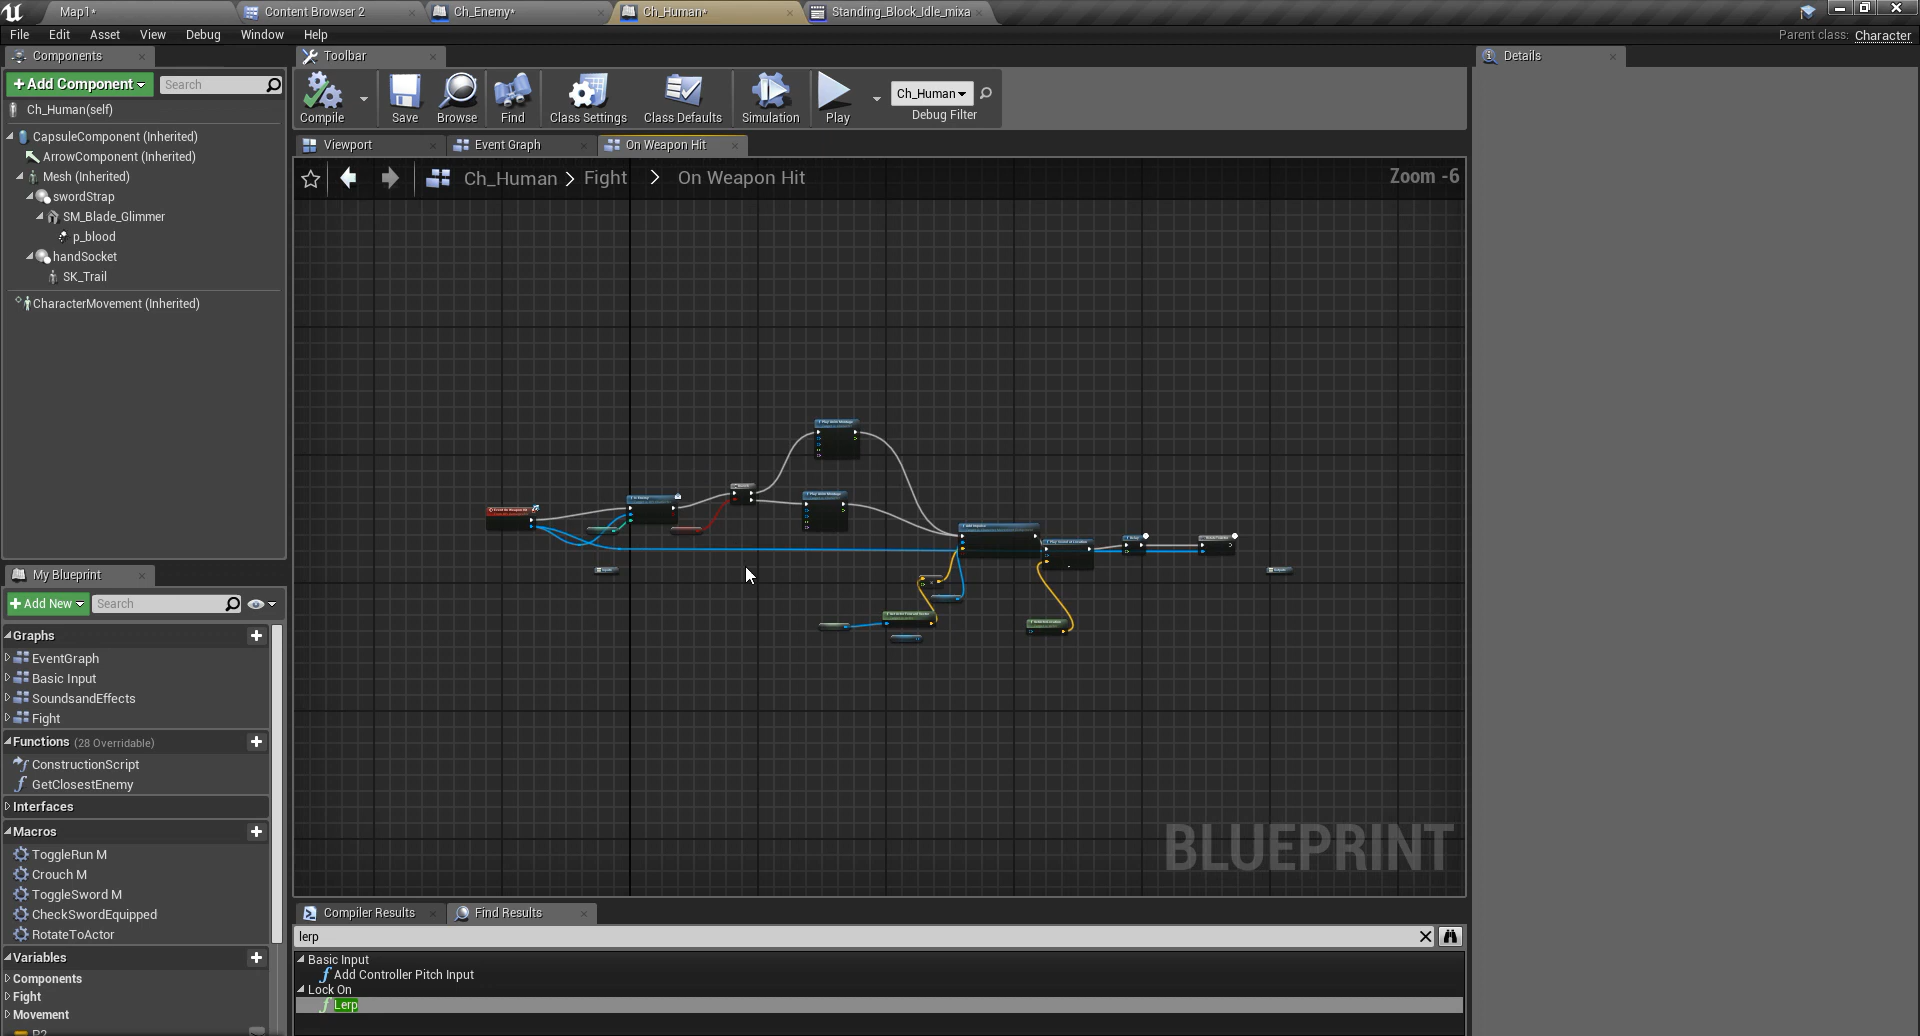 Map1*
Content Browser 2
Ch_Enemy*
Ch_Human*
Standing_Block_Idle_mixa
File Edit Asset View Debug Window Help
Parent class: Character
Components
Toolbar
Details
+ Add Component
Search
Compile
Save
Browse
Find
Class Settings
Class Defaults
Simulation
Play
Ch_Human
Debug Filter
Ch_Human(self)
CapsuleComponent (Inherited)
ArrowComponent (Inherited)
Mesh (Inherited)
swordStrap
SM_Blade_Glimmer
p_blood
handSocket
SK_Trail
CharacterMovement (Inherited)
Viewport
Event Graph
On Weapon Hit
Ch_Human > Fight > On Weapon Hit
Zoom -6
BLUEPRINT
My Blueprint
+ Add New
Search
Graphs
EventGraph
Basic Input
SoundsandEffects
Fight
Functions (28 Overridable)
ConstructionScript
GetClosestEnemy
Interfaces
Macros
ToggleRun M
Crouch M
ToggleSword M
CheckSwordEquipped
RotateToActor
Variables
Components
Fight
Movement
Compiler Results
Find Results
lerp
Basic Input
Add Controller Pitch Input
Lock On
Lerp